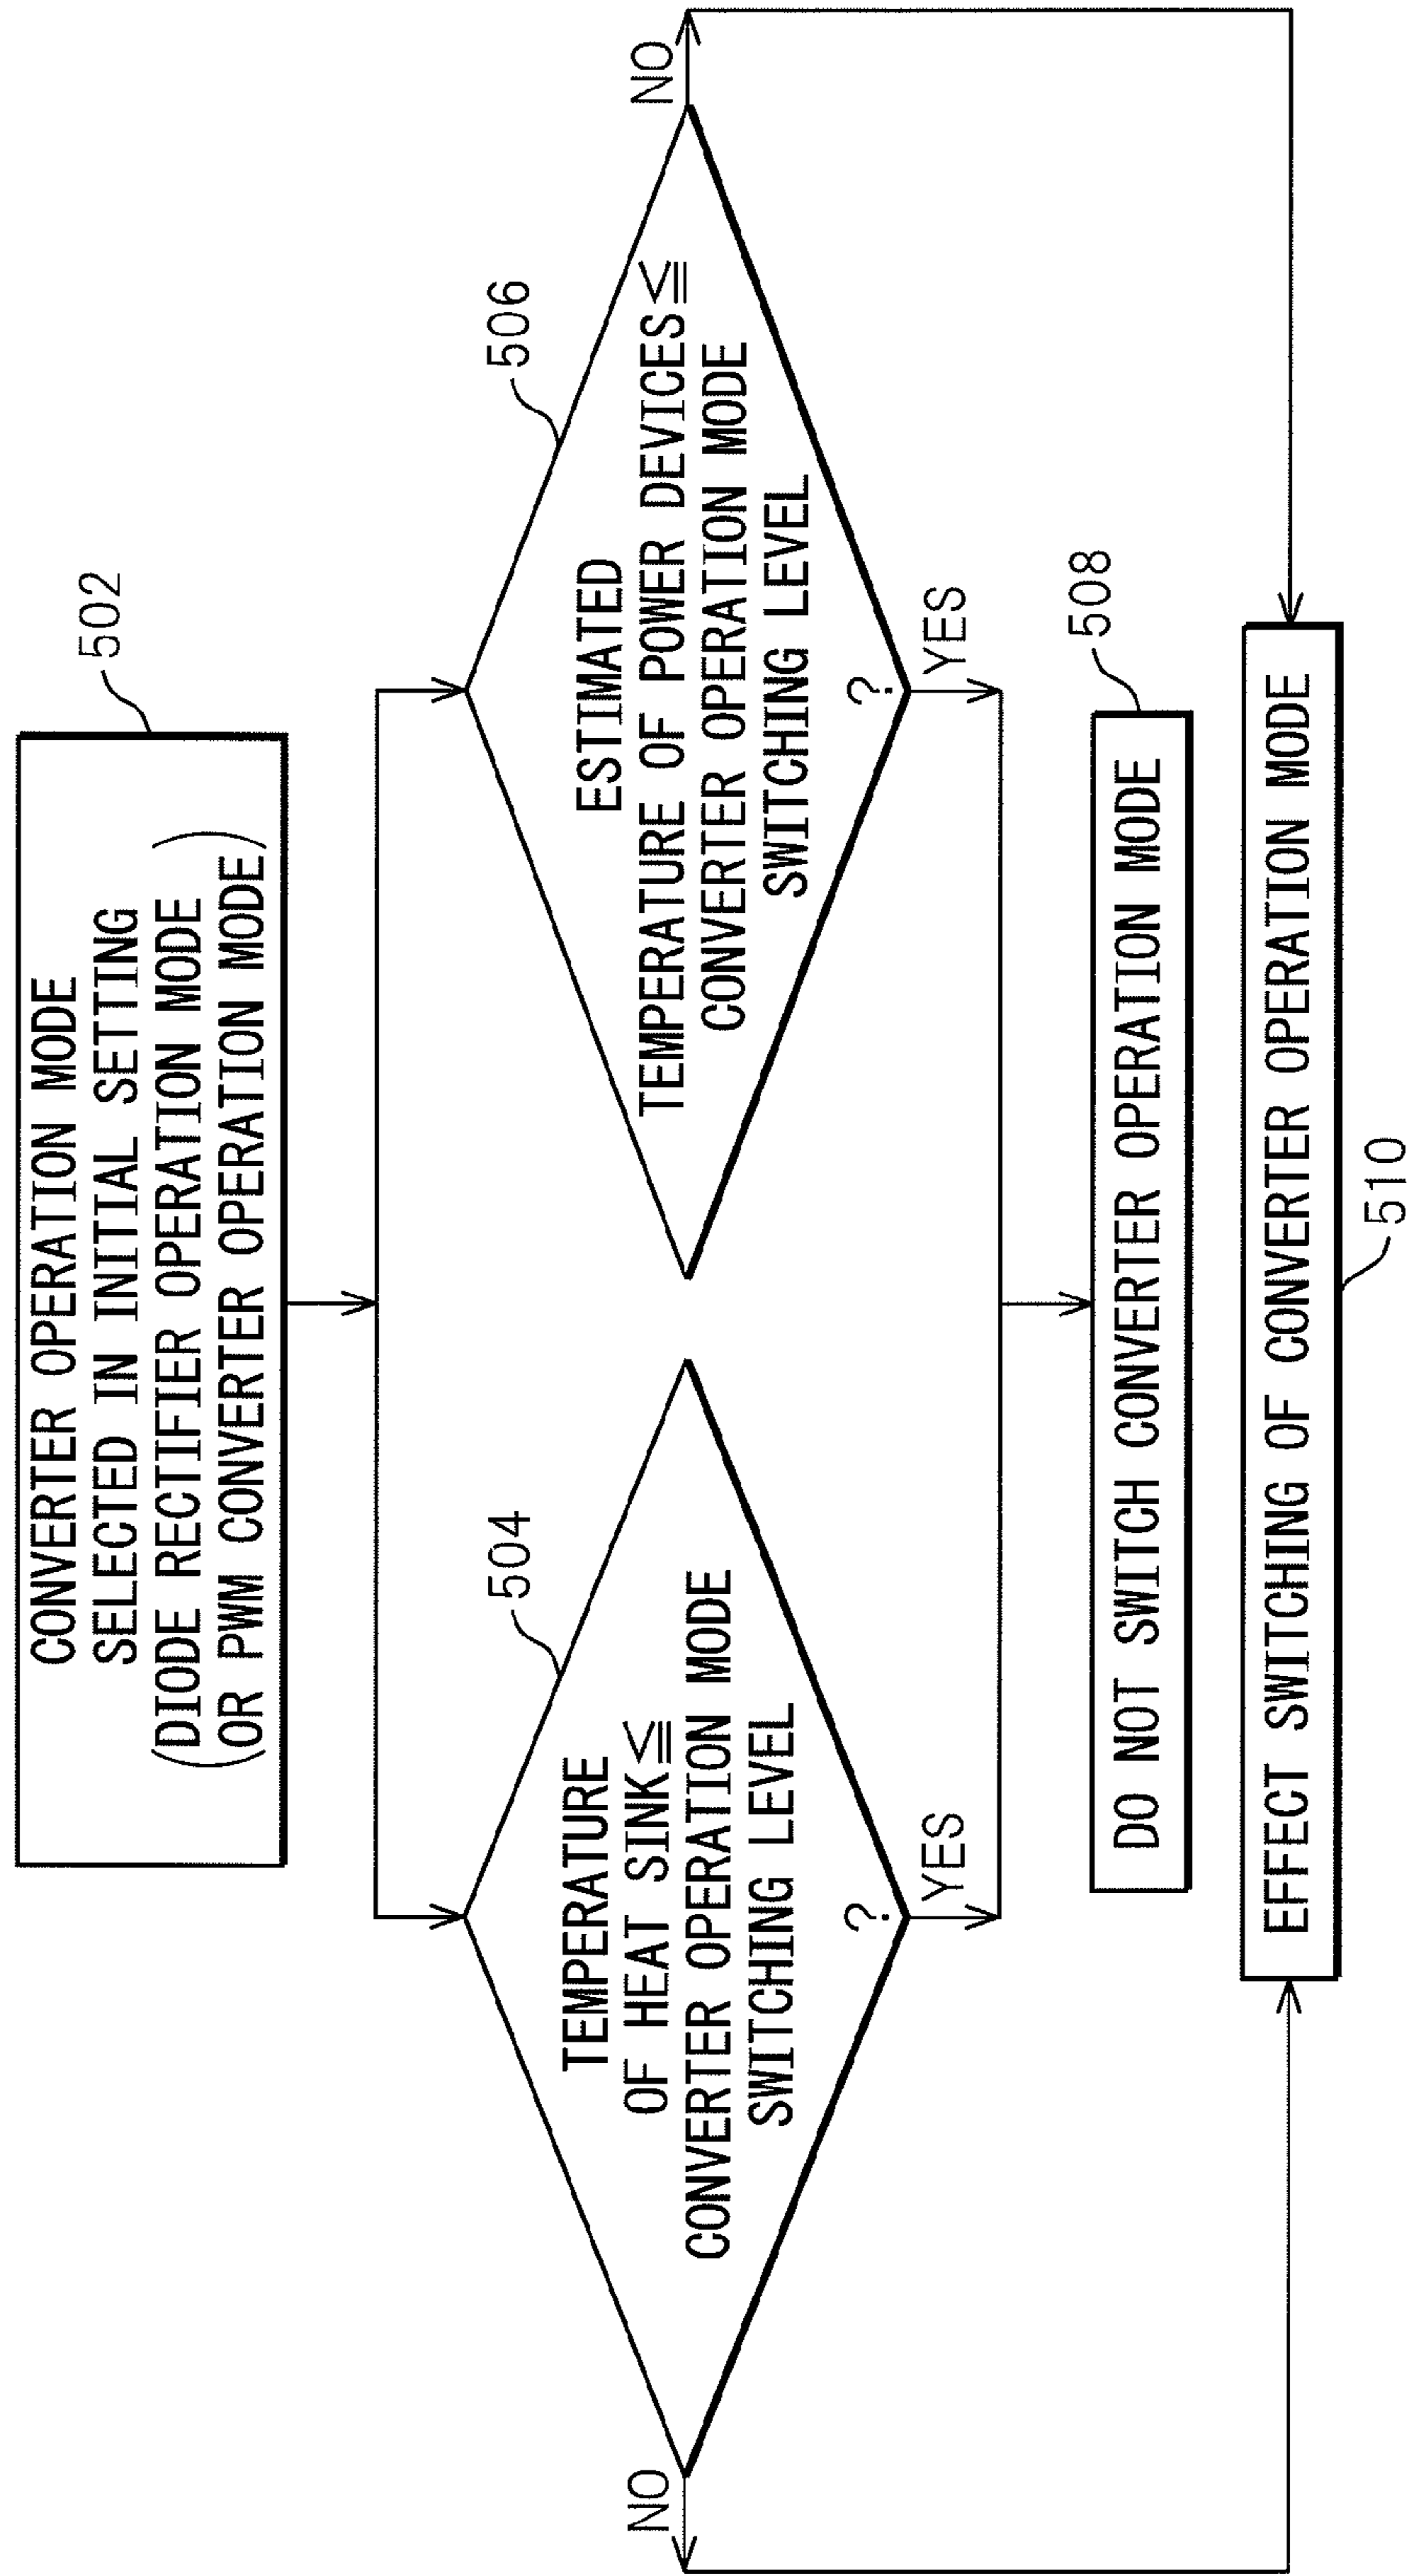 CONVERTER OPERATION MODE
SELECTED IN INITIAL SETTING
(DIODE RECTIFIER OPERATION MODE
OR PWM CONVERTER OPERATION MODE)
502
504
TEMPERATURE
OF HEAT SINK≦
CONVERTER OPERATION MODE
SWITCHING LEVEL
?
NO
YES
506
ESTIMATED
TEMPERATURE OF POWER DEVICES≦
CONVERTER OPERATION MODE
SWITCHING LEVEL
?
NO
YES
508
DO NOT SWITCH CONVERTER OPERATION MODE
EFFECT SWITCHING OF CONVERTER OPERATION MODE
510